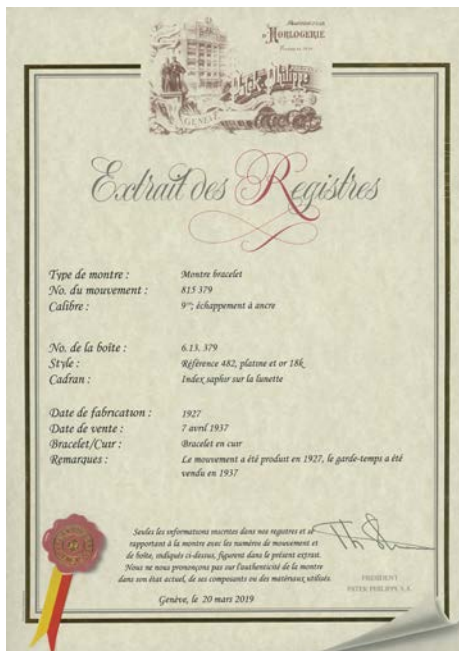 Manufacture
d'HORLOGERIE
Patek Philippe
GENÈVE
Extrait des Registres
Type de montre : Montre bracelet
No. du mouvement : 815 379
Calibre : 9'''; échappement à ancre
No. de la boîte : 6.13. 379
Style : Référence 482, platine et or 18k
Cadran : Index saphir sur la lunette
Date de fabrication : 1927
Date de vente : 7 avril 1937
Bracelet/Cuir : Bracelet en cuir
Remarques : Le mouvement a été produit en 1927, le garde-temps a été
vendu en 1937
Seules les informations inscrites dans nos registres et se
rapportant à la montre avec les numéros de mouvement et
de boîte, indiqués ci-dessus, figurent dans le présent extrait.
Nous ne nous prononçons pas sur l'authenticité de la montre
dans son état actuel, de ses composants ou des matériaux utilisés.
PRESIDENT
PATEK PHILIPPE S.A.
Genève, le 20 mars 2019